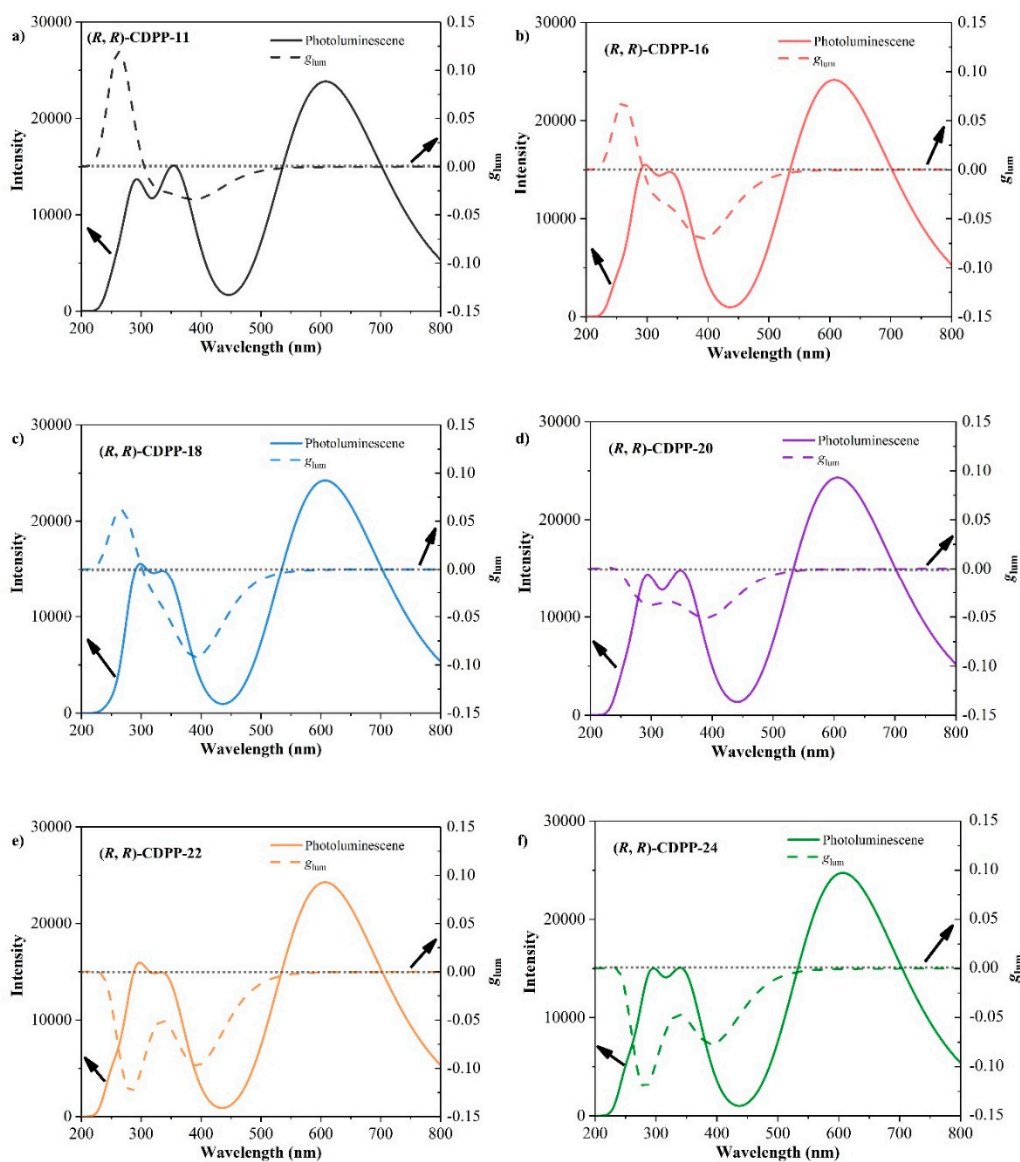 a)
(R, R)-CDPP-11
Photoluminescene
glum
30000
20000
10000
0
Intensity
0.15
0.10
0.05
0.00
-0.05
-0.10
-0.15
glum
200 300 400 500 600 700 800
Wavelength (nm)
b)
(R, R)-CDPP-16
Photoluminescene
glum
30000
20000
10000
0
Intensity
0.15
0.10
0.05
0.00
-0.05
-0.10
-0.15
glum
200 300 400 500 600 700 800
Wavelength (nm)
c)
(R, R)-CDPP-18
Photoluminescene
glum
30000
20000
10000
0
Intensity
0.15
0.10
0.05
0.00
-0.05
-0.10
-0.15
glum
200 300 400 500 600 700 800
Wavelength (nm)
d)
(R, R)-CDPP-20
Photoluminescene
glum
30000
20000
10000
0
Intensity
0.15
0.10
0.05
0.00
-0.05
-0.10
-0.15
glum
200 300 400 500 600 700 800
Wavelength (nm)
e)
(R, R)-CDPP-22
Photoluminescene
glum
30000
20000
10000
0
Intensity
0.15
0.10
0.05
0.00
-0.05
-0.10
-0.15
glum
200 300 400 500 600 700 800
Wavelength (nm)
f)
(R, R)-CDPP-24
Photoluminescene
glum
30000
20000
10000
0
Intensity
0.15
0.10
0.05
0.00
-0.05
-0.10
-0.15
glum
200 300 400 500 600 700 800
Wavelength (nm)